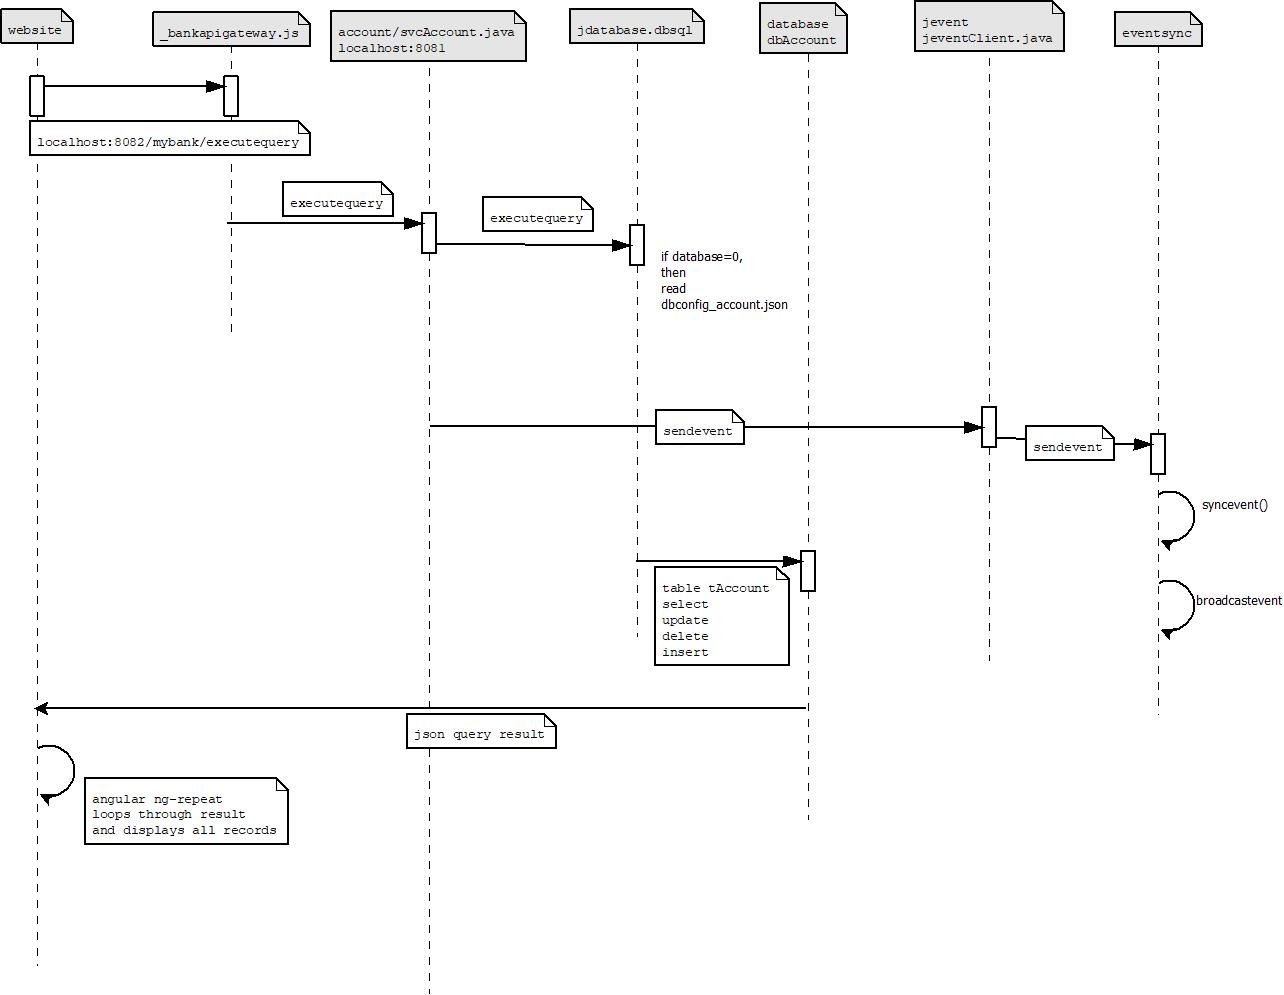 website
_bankapigateway.js
account/svcAccount.java
localhost:8081
jdatabase.dbsql
database
dbAccount
jevent
jeventClient.java
eventsync
localhost:8082/mybank/executequery
executequery
executequery
if database=0,
then
read
dbconfig_account.json
sendevent
sendevent
syncevent()
table tAccount
select
update
delete
insert
broadcastevent
json query result
angular ng-repeat
loops through result
and displays all records